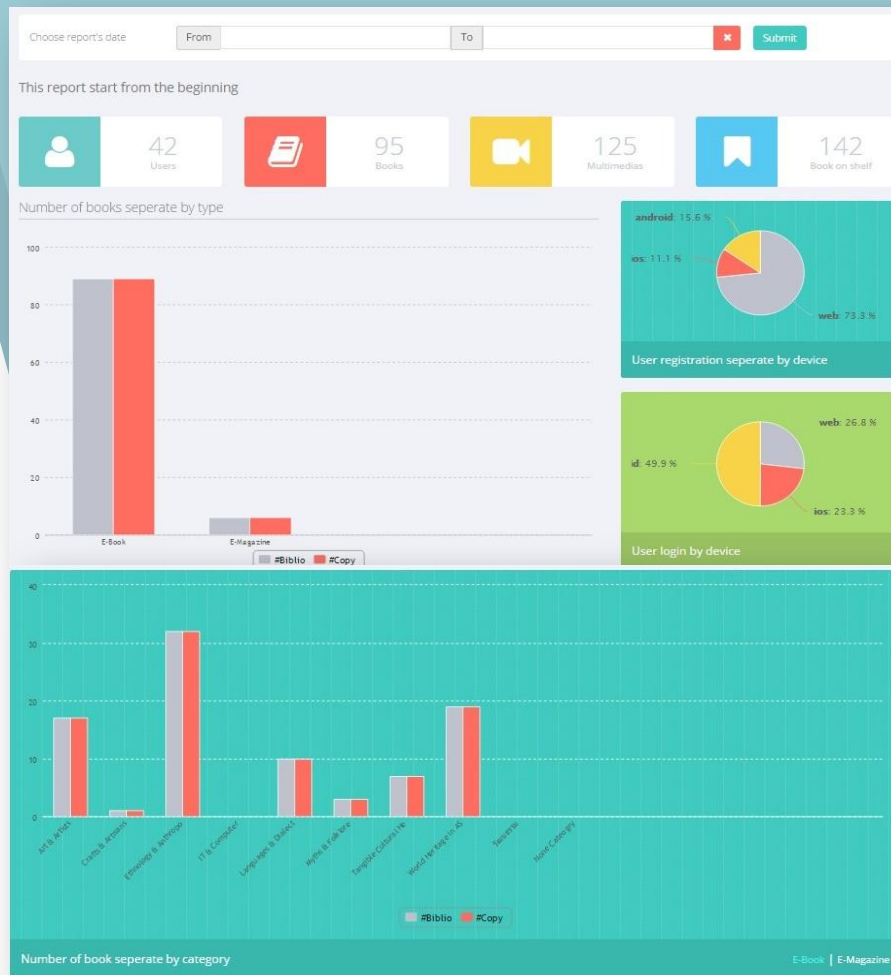 Choose report's date From To Submit
This report start from the beginning
42
Users
95
Books
125
Multimedias
142
Book on shelf
Number of books seperate by type
100
80
60
40
20
0
E-Book E-Magazine
#Biblio #Copy
android: 15.6 %
ios: 11.1 %
web: 73.3 %
User registration seperate by device
web: 26.8 %
id: 49.9 %
ios: 23.3 %
User login by device
40
30
20
10
0
Art & Artists
Crafts & Artisans
Ethnology & Anthropo
IT & Computer
Languages & Dialect
Myths & Folklore
Tangible Cultural He
World Heritage in AS
None Category
#Biblio #Copy
Number of book seperate by category
E-Book | E-Magazine